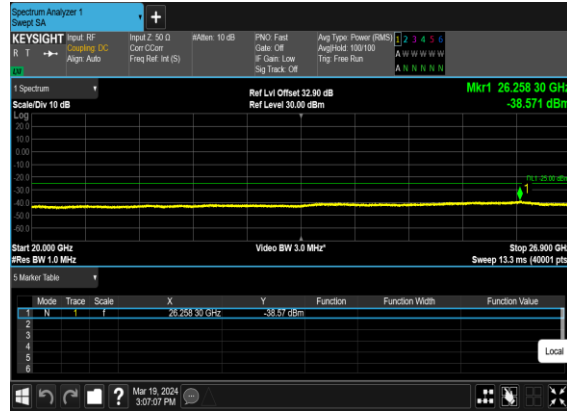 Spectrum Analyzer 1
Swept SA
+
KEYSIGHT Input: RF Input Z: 50 Ω #Atten: 10 dB PNO: Fast Avg Type: Power (RMS) 1 2 3 4 5 6
R T Coupling: DC Corr CCorr Gate: Off Avg|Hold: 100/100 A W W W W W
Align: Auto Freq Ref: Int (S) IF Gain: Low Trig: Free Run
LW Sig Track: Off A N N N N N
1 Spectrum Ref Lvl Offset 32.90 dB Mkr1 26.258 30 GHz
Scale/Div 10 dB Ref Level 30.00 dBm -38.571 dBm
Log
20.0
10.0
0.00
-10.0
-20.0
DL1 -25.00 dBm
-30.0
1
-40.0
-50.0
-60.0
Start 20.000 GHz Video BW 3.0 MHz* Stop 26.900 GHz
#Res BW 1.0 MHz Sweep 13.3 ms (40001 pts)
5 Marker Table
Mode Trace Scale X Y Function Function Width Function Value
1 N 1 f 26.258 30 GHz -38.57 dBm
2
3
4
5
6
Local
? Mar 19, 2024
3:07:07 PM